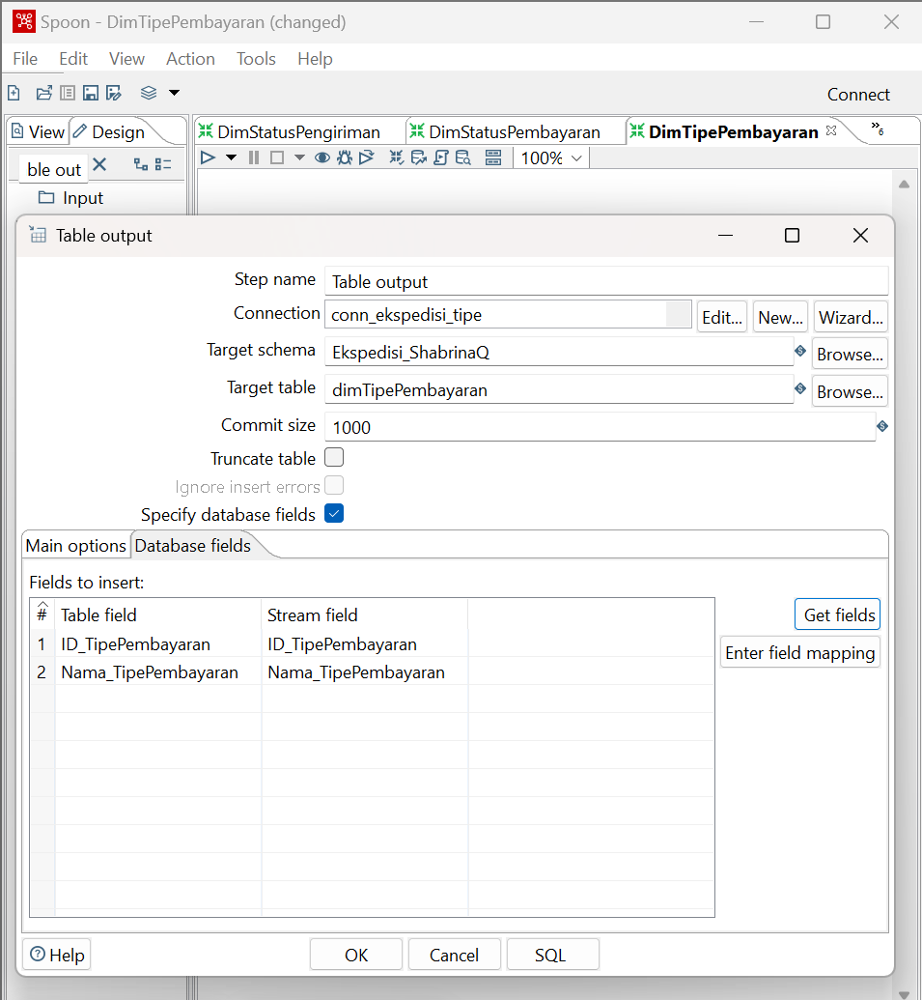 Spoon - DimTipePembayaran (changed)
File Edit View Action Tools Help
Connect
View Design DimStatusPengiriman DimStatusPembayaran DimTipePembayaran »6
ble out 100%
Input
Table output
Step name Table output
Connection conn_ekspedisi_tipe Edit... New... Wizard...
Target schema Ekspedisi_ShabrinaQ Browse...
Target table dimTipePembayaran Browse...
Commit size 1000
Truncate table
Ignore insert errors
Specify database fields
Main options Database fields
Fields to insert:
# Table field Stream field Get fields
1 ID_TipePembayaran ID_TipePembayaran
Enter field mapping
2 Nama_TipePembayaran Nama_TipePembayaran
Help OK Cancel SQL